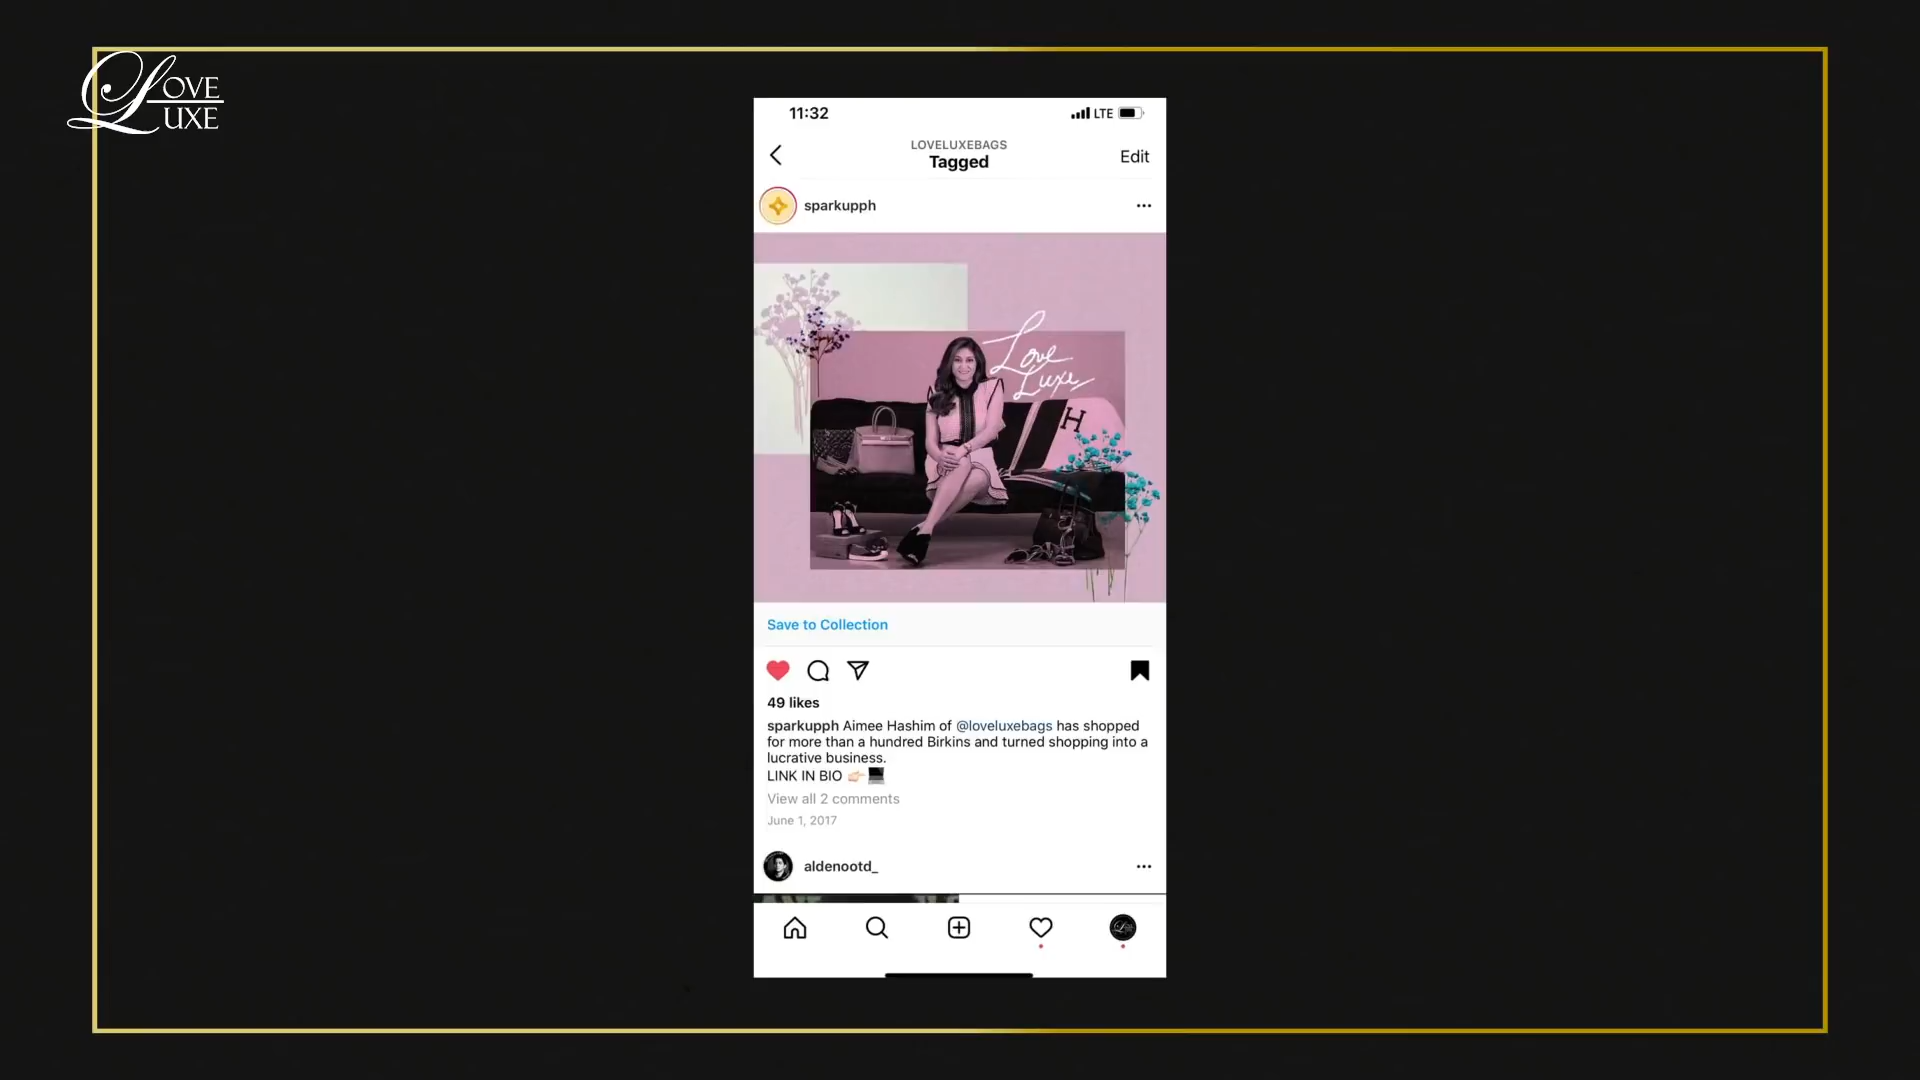 LOVE
LUXE
11:32
LTE
LOVELUXEBAGS
Tagged
Edit
sparkupph
Love
Luxe
H
Save to Collection
49 likes
sparkupph Aimee Hashim of @loveluxebags has shopped
for more than a hundred Birkins and turned shopping into a
lucrative business.
LINK IN BIO 👉🏻💻
View all 2 comments
June 1, 2017
aldenootd_